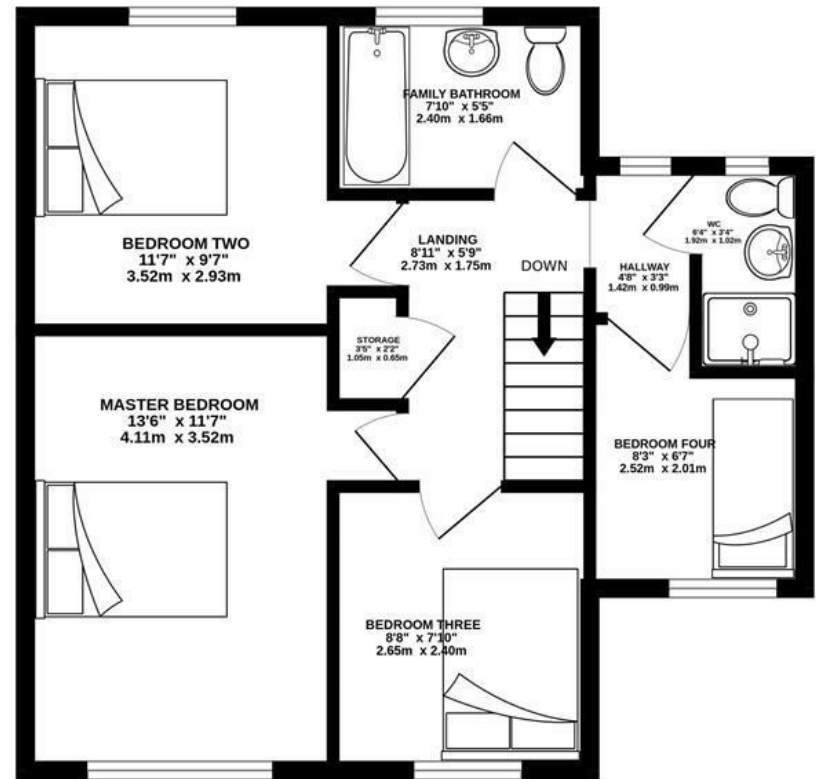 FAMILY BATHROOM
7'10" x 5'5"
2.40m x 1.66m
BEDROOM TWO
11'7" x 9'7"
3.52m x 2.93m
LANDING
8'11" x 5'9"
2.73m x 1.75m
DOWN
WC
6'4" x 3'4"
1.92m x 1.02m
HALLWAY
4'8" x 3'3"
1.42m x 0.99m
STORAGE
3'5" x 2'2"
1.05m x 0.65m
MASTER BEDROOM
13'6" x 11'7"
4.11m x 3.52m
BEDROOM FOUR
8'3" x 6'7"
2.52m x 2.01m
BEDROOM THREE
8'8" x 7'10"
2.65m x 2.40m